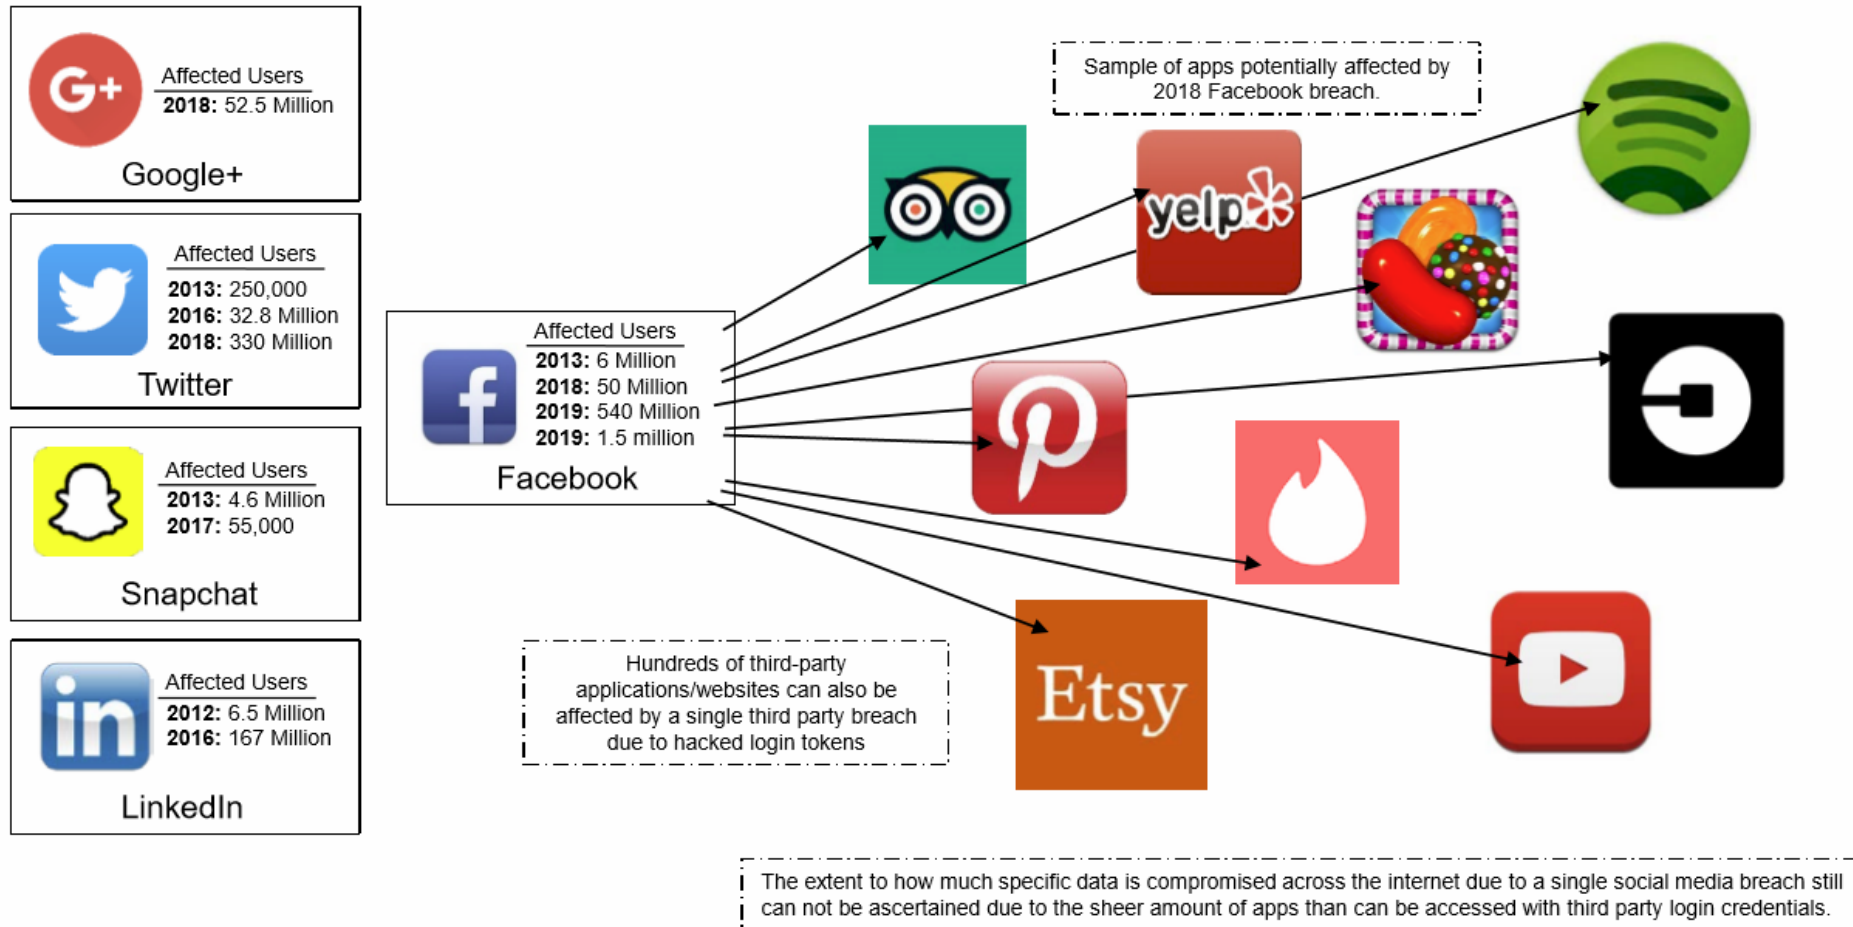 G+
Affected Users
2018: 52.5 Million
Google+
Affected Users
2013: 250,000
2016: 32.8 Million
2018: 330 Million
Twitter
Affected Users
2013: 4.6 Million
2017: 55,000
Snapchat
in
Affected Users
2012: 6.5 Million
2016: 167 Million
LinkedIn
f
Affected Users
2013: 6 Million
2018: 50 Million
2019: 540 Million
2019: 1.5 million
Facebook
Sample of apps potentially affected by
2018 Facebook breach.
yelp
Etsy
Hundreds of third-party
applications/websites can also be
affected by a single third party breach
due to hacked login tokens
The extent to how much specific data is compromised across the internet due to a single social media breach still
can not be ascertained due to the sheer amount of apps than can be accessed with third party login credentials.